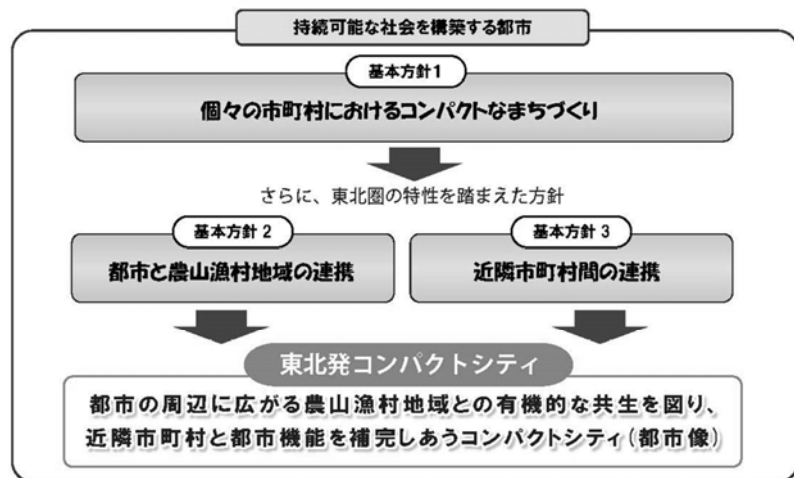 持続可能な社会を構築する都市
基本方針1
個々の市町村におけるコンパクトなまちづくり
さらに、東北圏の特性を踏まえた方針
基本方針2
都市と農山漁村地域の連携
基本方針3
近隣市町村間の連携
東北発コンパクトシティ
都市の周辺に広がる農山漁村地域との有機的な共生を図り、
近隣市町村と都市機能を補完しあうコンパクトシティ(都市像)